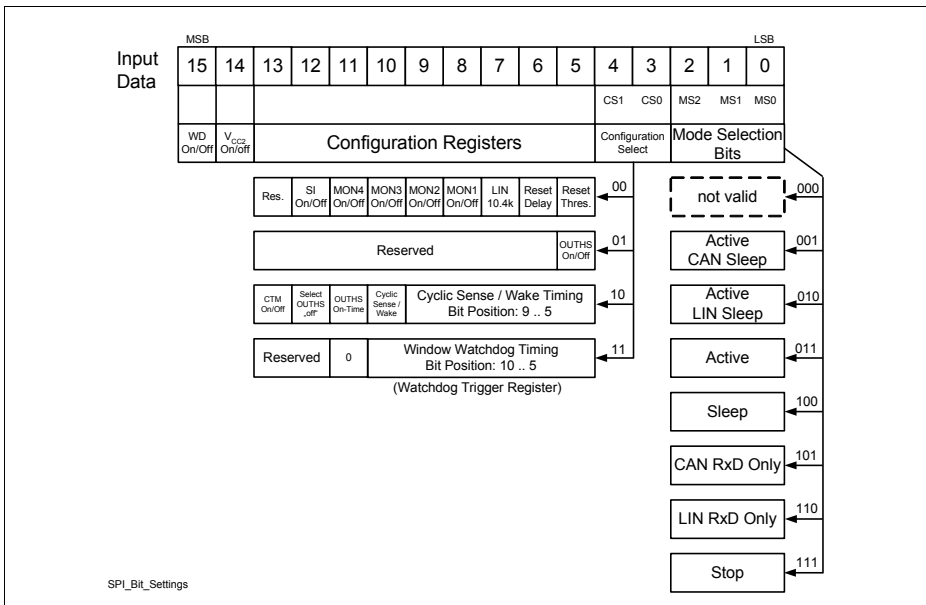 MSB LSB
Input
Data
15 14 13 12 11 10 9 8 7 6 5 4 3 2 1 0
CS1 CS0 MS2 MS1 MS0
WD
On/Off
VCC2
On/off
Configuration Registers
Configuration
Select
Mode Selection
Bits
Res.
SI
On/Off
MON4
On/Off
MON3
On/Off
MON2
On/Off
MON1
On/Off
LIN
10.4k
Reset
Delay
Reset
Thres.
00
not valid
000
Reserved
OUTHS
On/Off
01
Active
CAN Sleep
001
CTM
On/Off
Select
OUTHS
„off"
OUTHS
On-Time
Cyclic
Sense /
Wake
Cyclic Sense / Wake Timing
Bit Position: 9 .. 5
10
Active
LIN Sleep
010
Reserved
0
Window Watchdog Timing
Bit Position: 10 .. 5
11
(Watchdog Trigger Register)
Active
011
Sleep
100
CAN RxD Only
101
LIN RxD Only
110
Stop
111
SPI_Bit_Settings